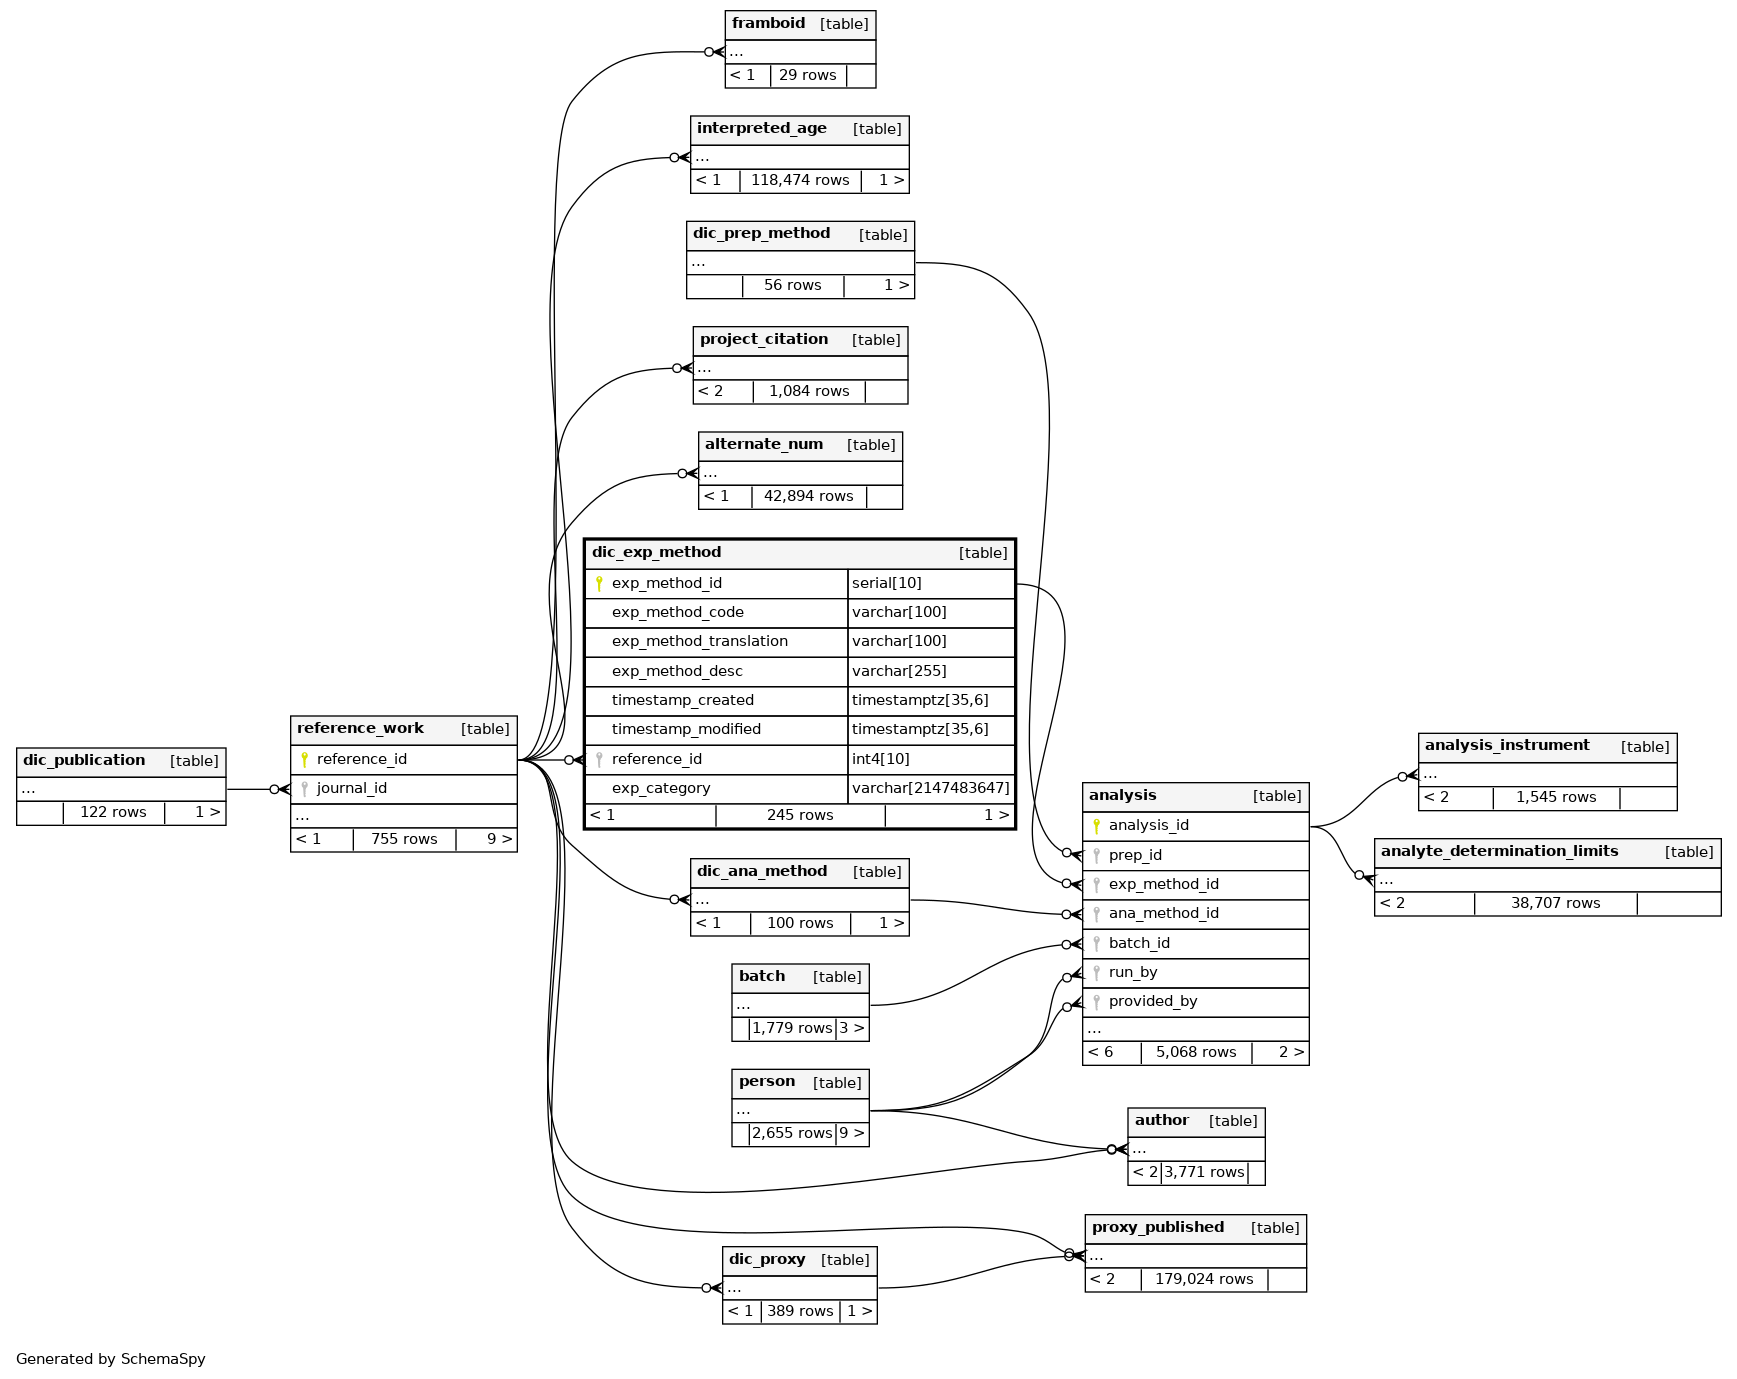 framboid [table]
...
< 1 29 rows
interpreted_age [table]
...
< 1 118,474 rows 1 >
dic_prep_method [table]
...
56 rows 1 >
project_citation [table]
...
< 2 1,084 rows
alternate_num [table]
...
< 1 42,894 rows
dic_exp_method [table]
exp_method_id serial[10]
exp_method_code varchar[100]
exp_method_translation varchar[100]
exp_method_desc varchar[255]
timestamp_created timestamptz[35,6]
timestamp_modified timestamptz[35,6]
reference_id int4[10]
exp_category varchar[2147483647]
< 1 245 rows 1 >
dic_publication [table]
...
122 rows 1 >
reference_work [table]
reference_id
journal_id
...
< 1 755 rows 9 >
dic_ana_method [table]
...
< 1 100 rows 1 >
batch [table]
...
1,779 rows 3 >
person [table]
...
2,655 rows 9 >
dic_proxy [table]
...
< 1 389 rows 1 >
analysis [table]
analysis_id
prep_id
exp_method_id
ana_method_id
batch_id
run_by
provided_by
...
< 6 5,068 rows 2 >
author [table]
...
< 2 3,771 rows
proxy_published [table]
...
< 2 179,024 rows
analysis_instrument [table]
...
< 2 1,545 rows
analyte_determination_limits [table]
...
< 2 38,707 rows
Generated by SchemaSpy